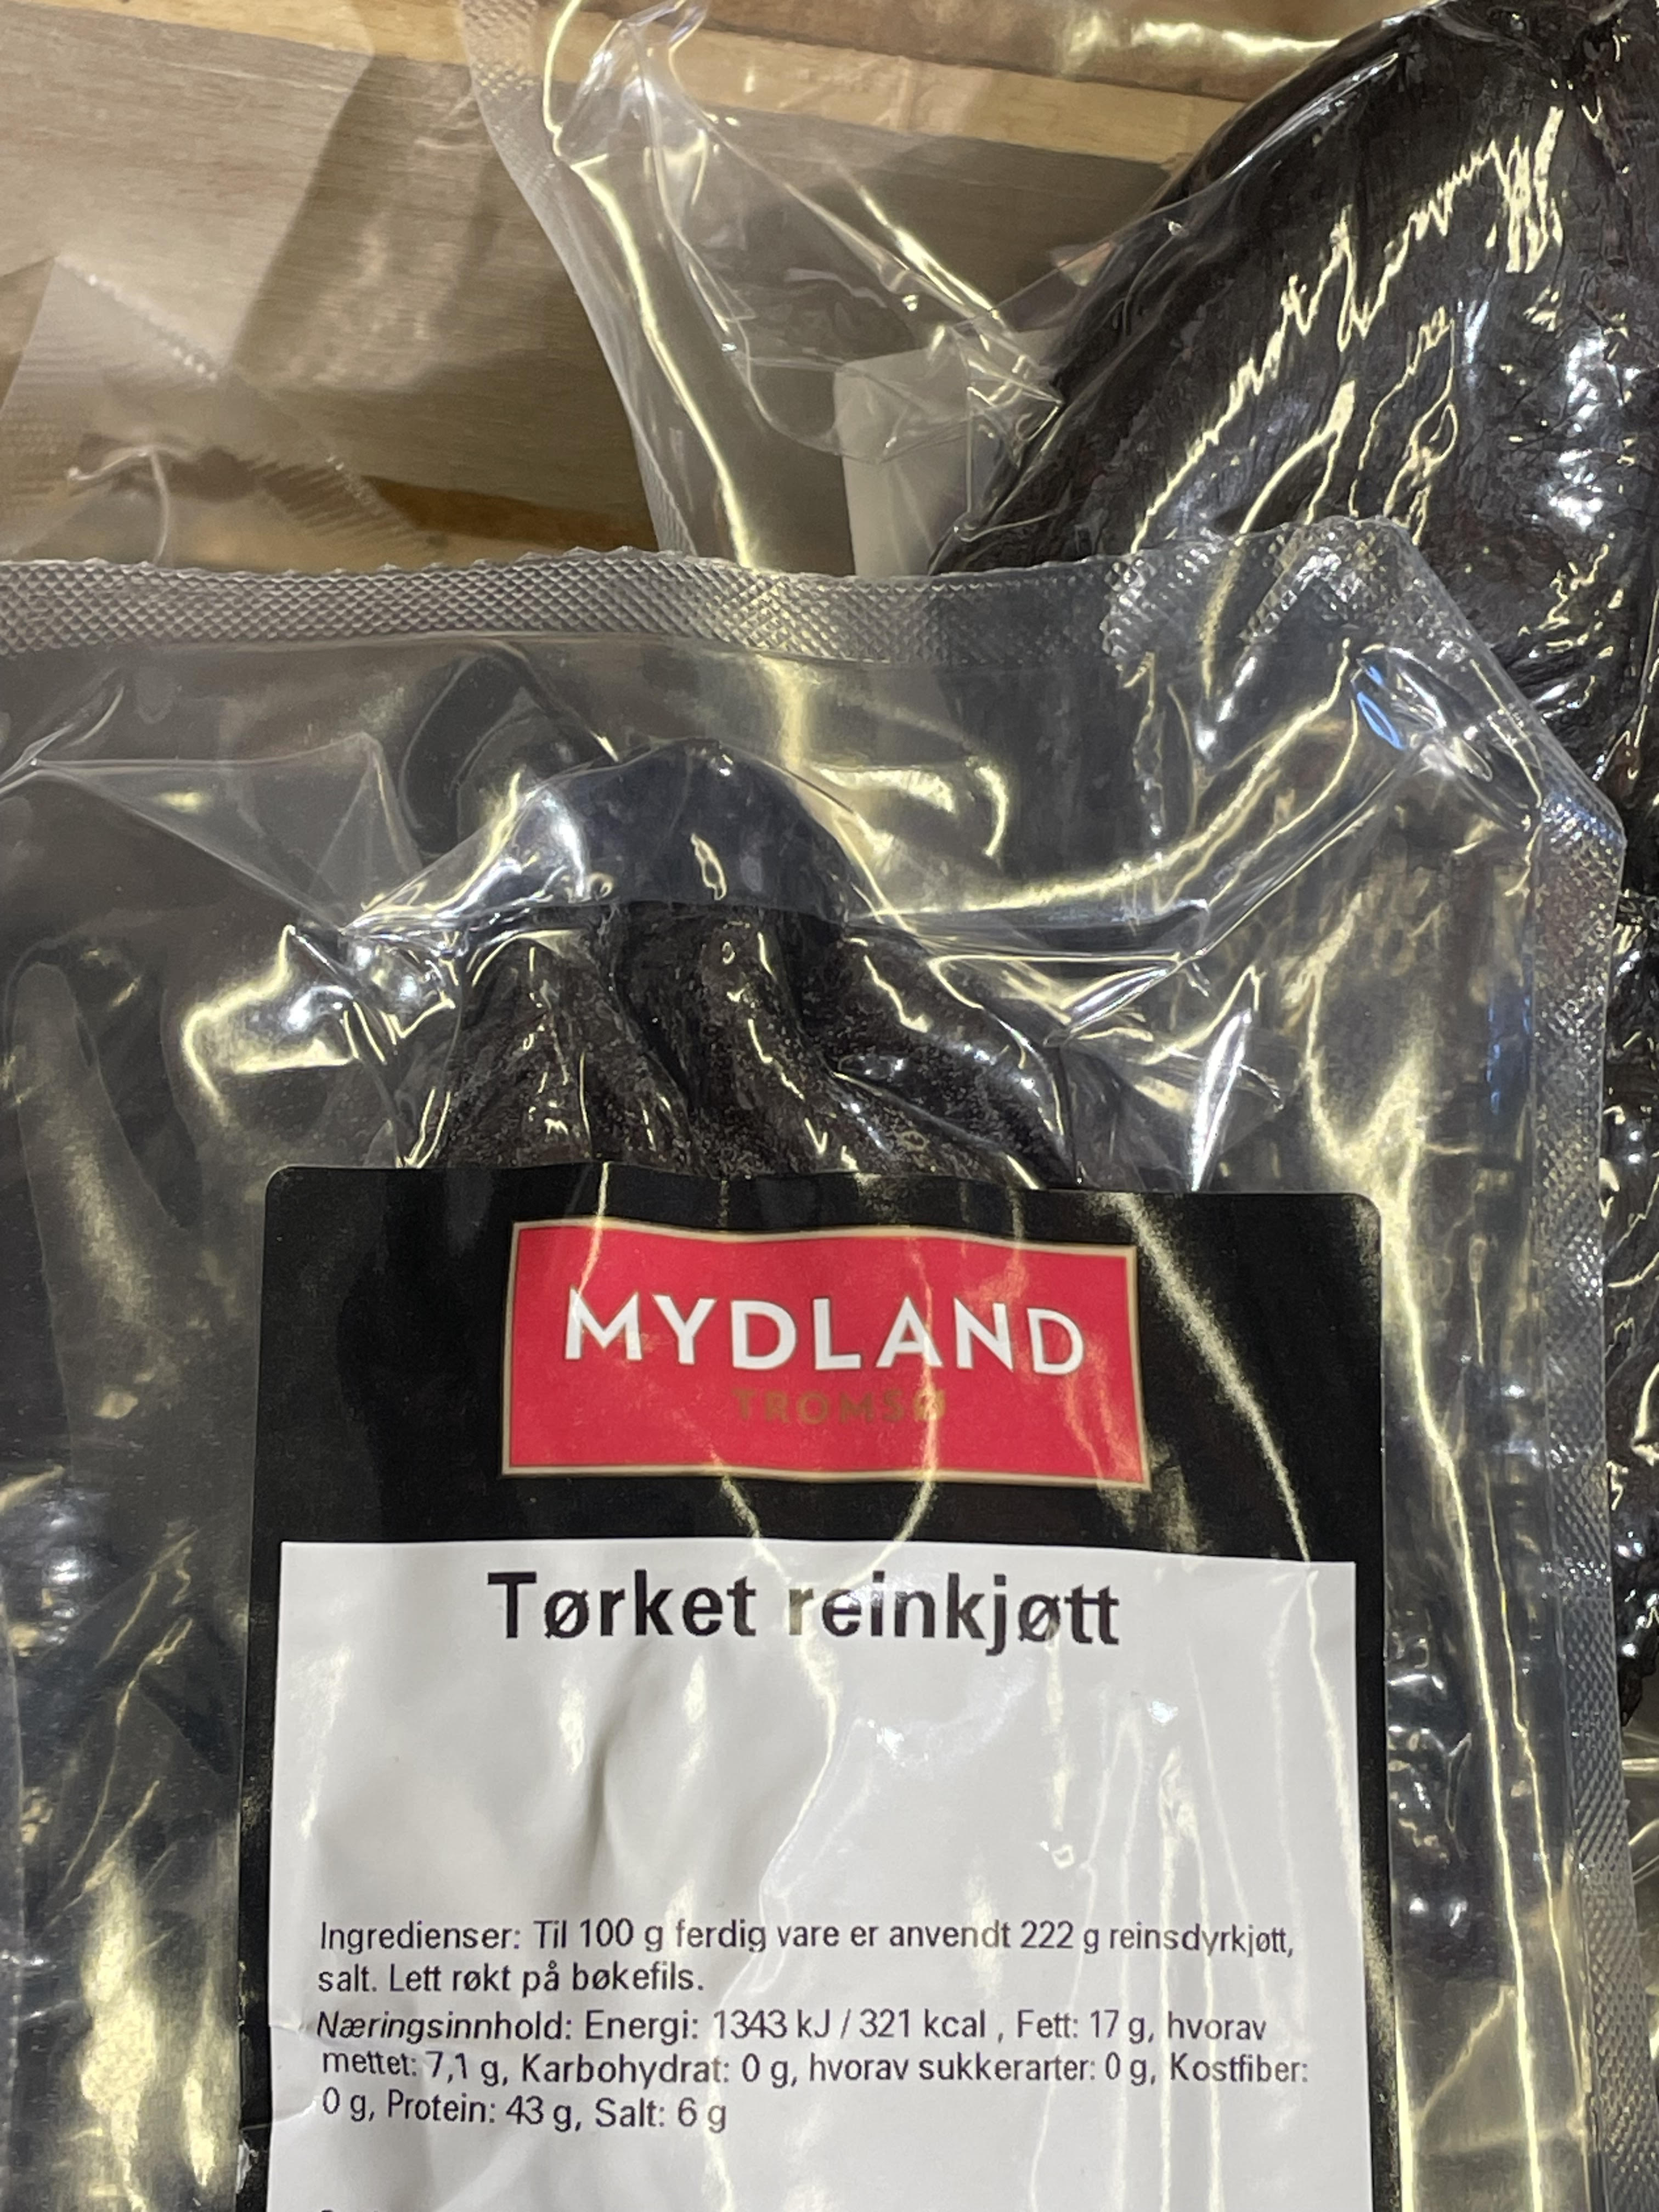 MYDLAND
TROMSØ
Tørket reinkjøtt
Ingredienser: Til 100 g ferdig vare er anvendt 222 g reinsdyrkjøtt,
salt. Lett røkt på bøkefils.
Næringsinnhold: Energi: 1343 kJ / 321 kcal , Fett: 17 g, hvorav
mettet: 7,1 g, Karbohydrat: 0 g, hvorav sukkerarter: 0 g, Kostfiber:
0 g, Protein: 43 g, Salt: 6 g